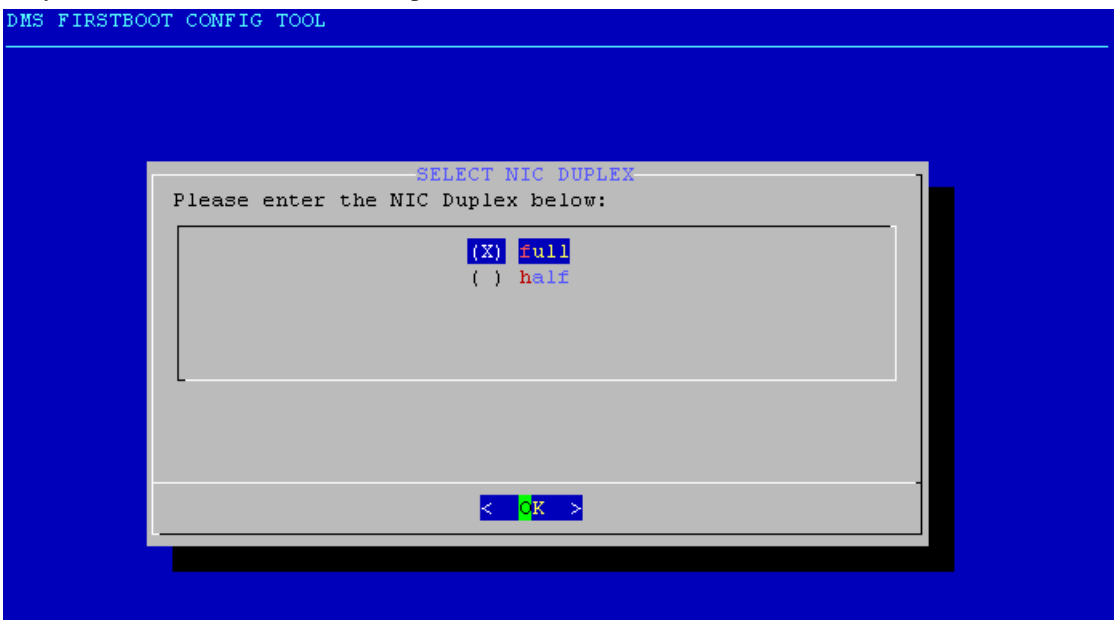 DMS FIRSTBOOT CONFIG TOOL
SELECT NIC DUPLEX
Please enter the NIC Duplex below:
(X) full
( ) half
< OK >